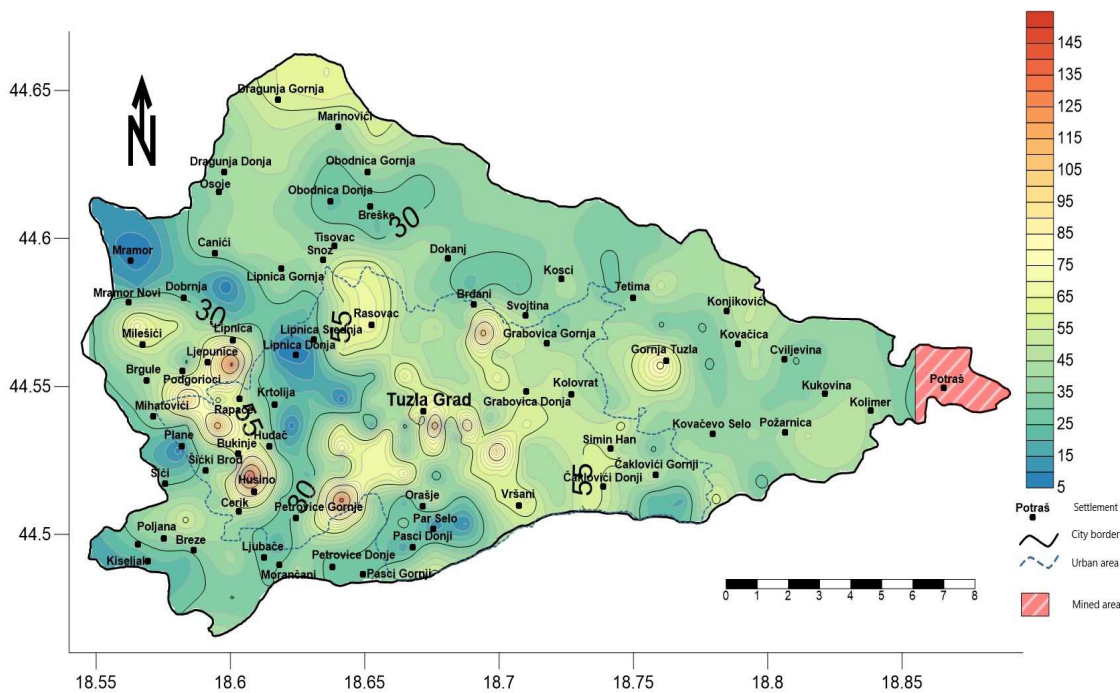 N
44.65
44.6
44.55
44.5
18.55
18.6
18.65
18.7
18.75
18.8
18.85
Dragunja Gornja
Marinovići
Dragunja Donja
Osoje
Obodnica Gornja
Obodnica Donja
Breške
30
Mramor
Canići
Tisovac
Snoz
Lipnica Gornja
Dokanj
Kosci
Tetima
Mramor Novi
Dobrnja
30
Brđani
Svojtina
Konjikovići
Milešići
Lipnica
Lipnica Srednja
Lipnica Donja
55
Rasovac
Grabovica Gornja
Kovačica
Ljepunice
Gornja Tuzla
Cviljevina
Brgule
Podgorioci
Potraš
Krtolija
Tuzla Grad
Kolovrat
Grabovica Donja
Kukovina
Kolimer
Mihatovići
Rapače
55
Plane
Bukinje
Hudač
Simin Han
Kovačevo Selo
Požarnica
Šići
Šićki Brod
Husino
55
Čaklovići Gornji
Čaklovići Donji
Cerik
30
Petrovice Gornje
Orašje
Vršani
Par Selo
Pasci Donji
Poljana
Breze
Kiseljak
Ljubače
Morančani
Petrovice Donje
Pasci Gornji
0 1 2 3 4 5 6 7 8
145
135
125
115
105
95
85
75
65
55
45
35
25
15
5
Potraš Settlement
City border
Urban area
Mined area